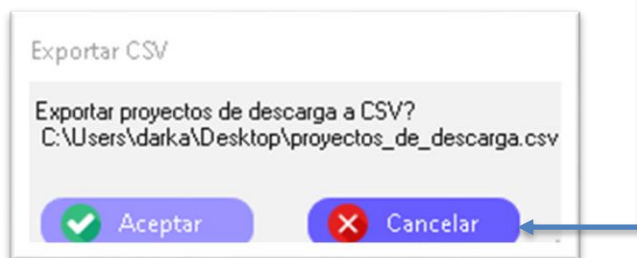 Exportar CSV
Exportar proyectos de descarga a CSV?
C:\Users\darka\Desktop\proyectos_de_descarga.csv
Aceptar
Cancelar